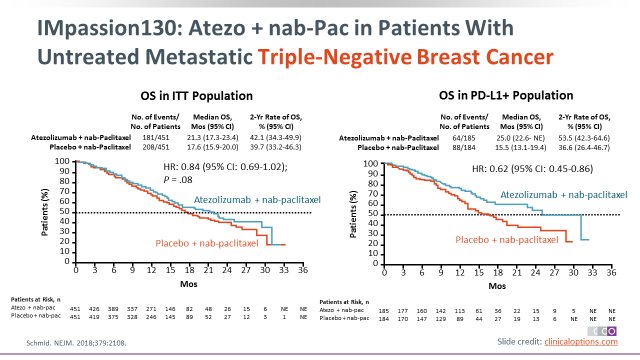 IMpassion130: Atezo + nab-Pac in Patients With
Untreated Metastatic Triple-Negative Breast Cancer
OS in ITT Population
No. of Events/ Median OS, 2-Yr Rate of OS,
No. of Patients Mos (95% CI) % (95% CI)
Atezolizumab + nab-Paclitaxel 181/451 21.3 (17.3-23.4) 42.1 (34.3-49.9)
Placebo + nab-Paclitaxel 208/451 17.6 (15.9-20.0) 39.7 (33.2-46.3)
HR: 0.84 (95% CI: 0.69-1.02);
P = .08
Atezolizumab + nab-paclitaxel
Placebo + nab-paclitaxel
Patients (%)
100
90
80
70
60
50
40
30
20
10
0
0 3 6 9 12 15 18 21 24 27 30 33 36
Mos
Patients at Risk, n
Atezo + nab-pac 451 426 389 337 271 146 82 48 26 15 6 NE NE
Placebo + nab-pac 451 419 375 328 246 145 89 52 27 12 3 1 NE
OS in PD-L1+ Population
No. of Events/ Median OS, 2-Yr Rate of OS,
No. of Patients Mos (95% CI) % (95% CI)
Atezolizumab + nab-Paclitaxel 64/185 25.0 (22.6- NE) 53.5 (42.3-64.6)
Placebo + nab-Paclitaxel 88/184 15.5 (13.1-19.4) 36.6 (26.4-46.7)
HR: 0.62 (95% CI: 0.45-0.86)
Atezolizumab + nab-paclitaxel
Placebo + nab-paclitaxel
Patients (%)
100
90
80
70
60
50
40
30
20
10
0
0 3 6 9 12 15 18 21 24 27 30 33 36
Mos
Patients at Risk, n
Atezo + nab-pac 185 177 160 142 113 61 36 22 15 9 5 NE NE
Placebo + nab-pac 184 170 147 129 89 44 27 19 13 6 NE NE NE
Schmid. NEJM. 2018;379:2108.
CCO
Slide credit: clinicaloptions.com